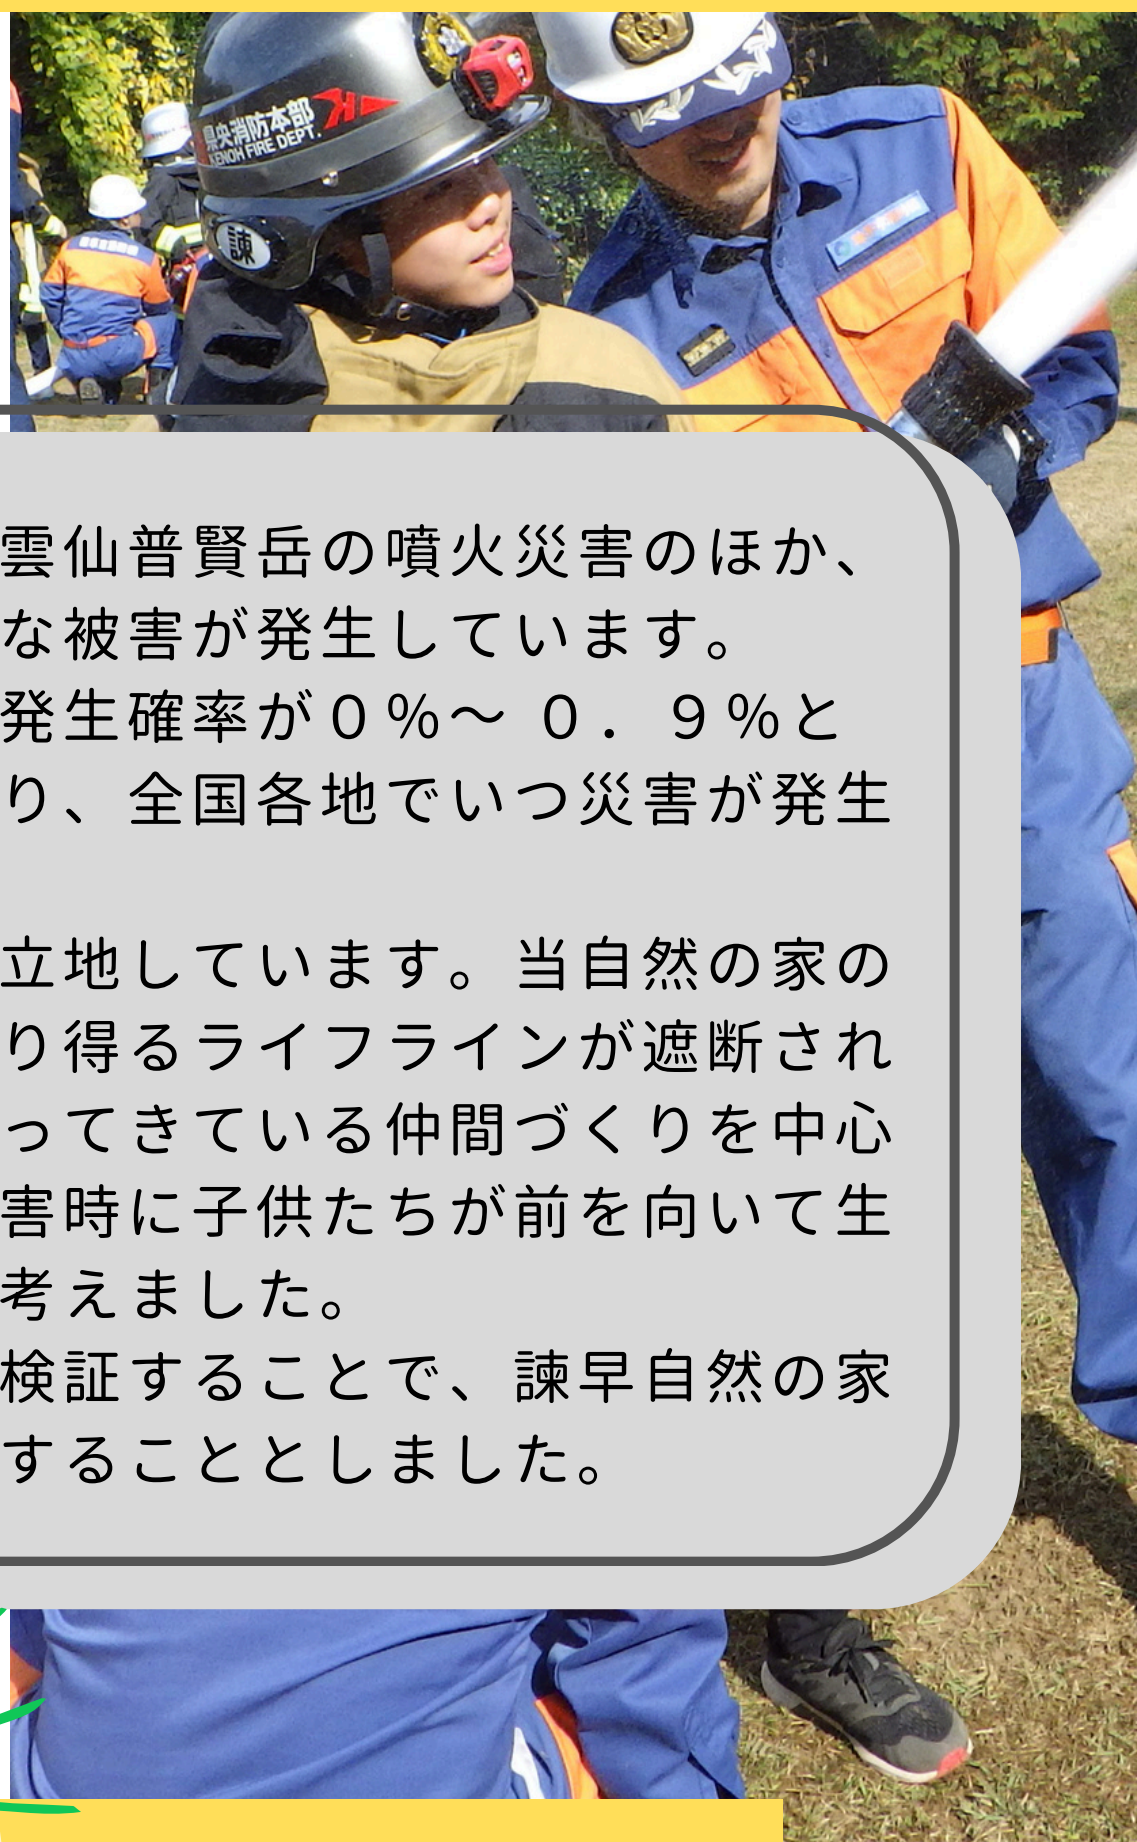 県央消防本部
KENOH FIRE DEPT.
諫
雲仙普賢岳の噴火災害のほか、
な被害が発生しています。
発生確率が０％～０．９％と
り、全国各地でいつ災害が発生
立地しています。当自然の家の
り得るライフラインが遮断され
ってきている仲間づくりを中心
害時に子供たちが前を向いて生
考えました。
検証することで、諫早自然の家
することとしました。